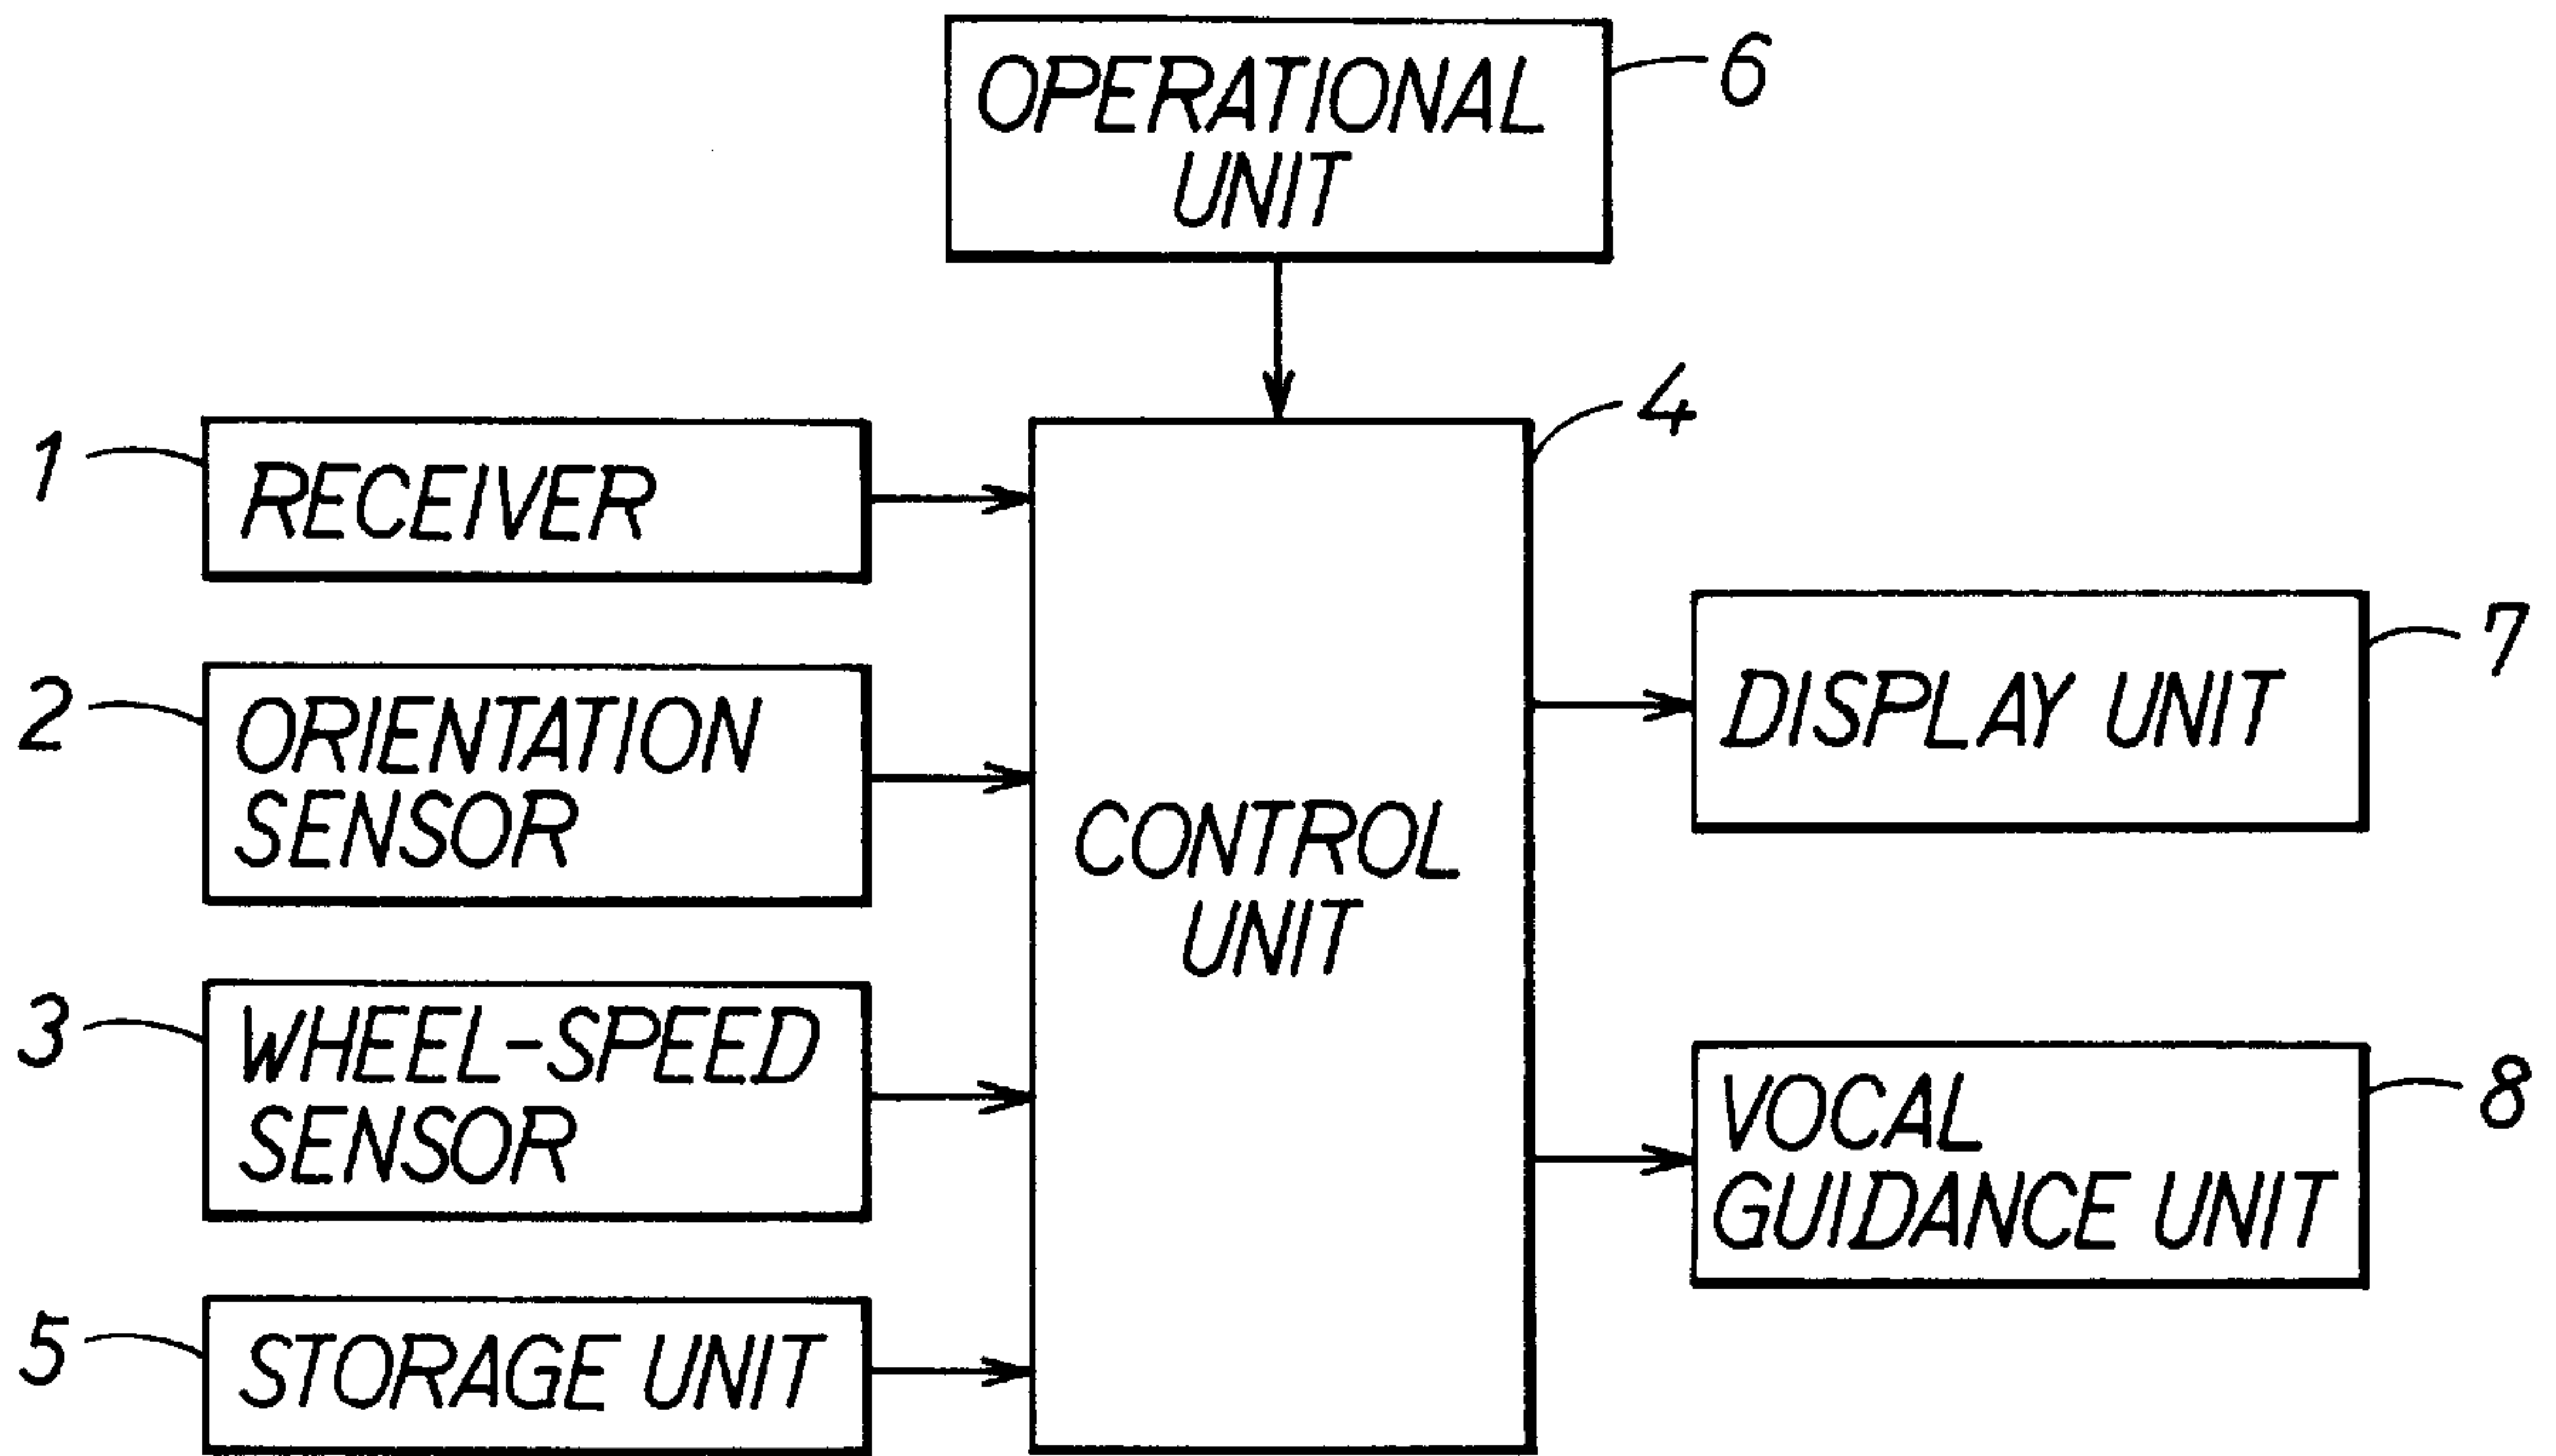 OPERATIONAL
UNIT
6
4
1
RECEIVER
2
ORIENTATION
SENSOR
3
WHEEL-SPEED
SENSOR
5
STORAGE UNIT
CONTROL
UNIT
7
DISPLAY UNIT
8
VOCAL
GUIDANCE UNIT